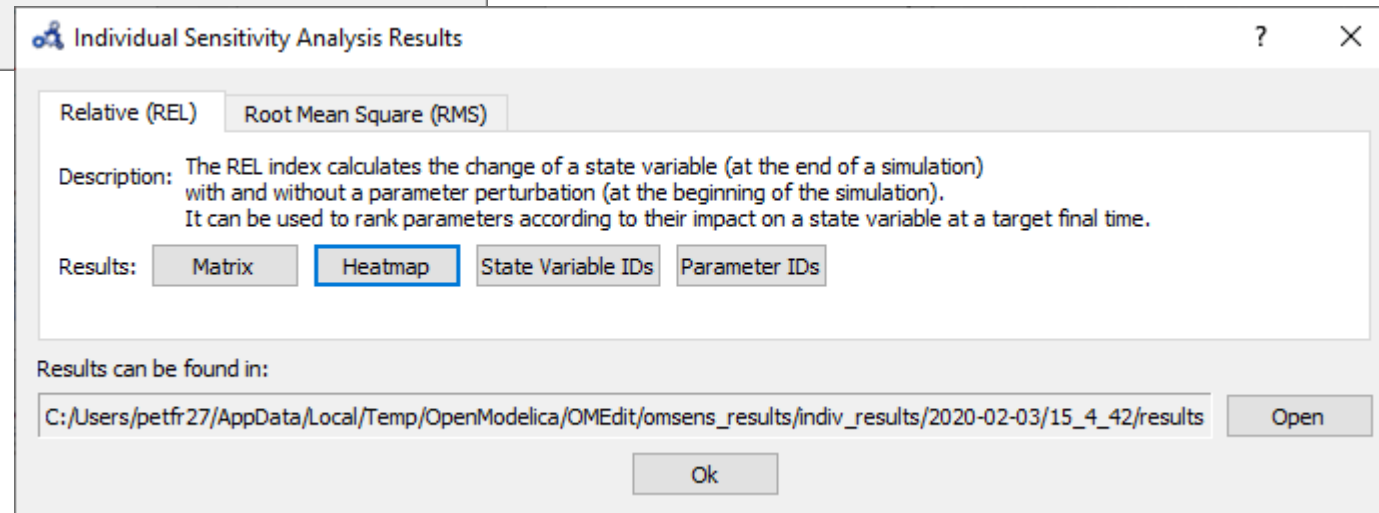 Individual Sensitivity Analysis Results
Relative (REL) Root Mean Square (RMS)
Description: The REL index calculates the change of a state variable (at the end of a simulation)
with and without a parameter perturbation (at the beginning of the simulation).
It can be used to rank parameters according to their impact on a state variable at a target final time.
Results: Matrix Heatmap State Variable IDs Parameter IDs
Results can be found in:
C:/Users/petfr27/AppData/Local/Temp/OpenModelica/OMEdit/omsens_results/indiv_results/2020-02-03/15_4_42/results Open
Ok